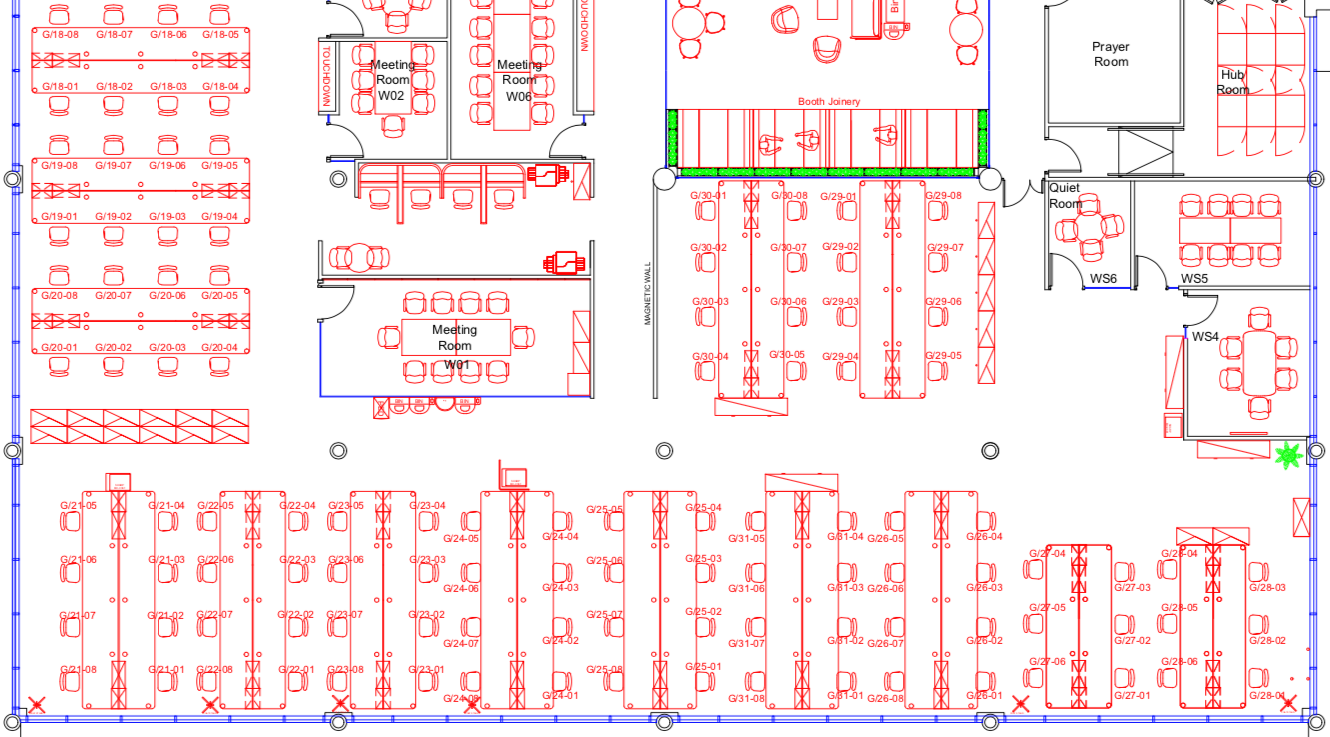 G/18-08 G/18-07 G/18-06 G/18-05
G/18-01 G/18-02 G/18-03 G/18-04
G/19-08 G/19-07 G/19-06 G/19-05
G/19-01 G/19-02 G/19-03 G/19-04
G/20-08 G/20-07 G/20-06 G/20-05
G/20-01 G/20-02 G/20-03 G/20-04
TOUCHDOWN
Meeting
Room
W02
Meeting
Room
W06
Meeting
Room
W01
BIN BIN BIN
Booth Joinery
Prayer
Room
Hub
Room
Quiet
Room
WS6
WS5
WS4
MAGNETIC WALL
G/30-01 G/30-08 G/29-01 G/29-08
G/30-02 G/30-07 G/29-02 G/29-07
G/30-03 G/30-06 G/29-03 G/29-06
G/30-04 G/30-05 G/29-04 G/29-05
G/21-05 G/21-04 G/22-05 G/22-04 G/23-05 G/23-04
G/21-06 G/21-03 G/22-06 G/22-03 G/23-06 G/23-03
G/21-07 G/21-02 G/22-07 G/22-02 G/23-07 G/23-02
G/21-08 G/21-01 G/22-08 G/22-01 G/23-08 G/23-01
G/24-05 G/24-04
G/24-06 G/24-03
G/24-07 G/24-02
G/24-01
G/25-05 G/25-04
G/25-06 G/25-03
G/25-07 G/25-02
G/25-08 G/25-01
G/31-05 G/31-04
G/31-06 G/31-03
G/31-07 G/31-02
G/31-08 G/31-01
G/26-05 G/26-04
G/26-06 G/26-03
G/26-07 G/26-02
G/26-08 G/26-01
G/27-04 G/27-03
G/27-05 G/27-02
G/27-06 G/27-01
G/28-04 G/28-03
G/28-05 G/28-02
G/28-06 G/28-01